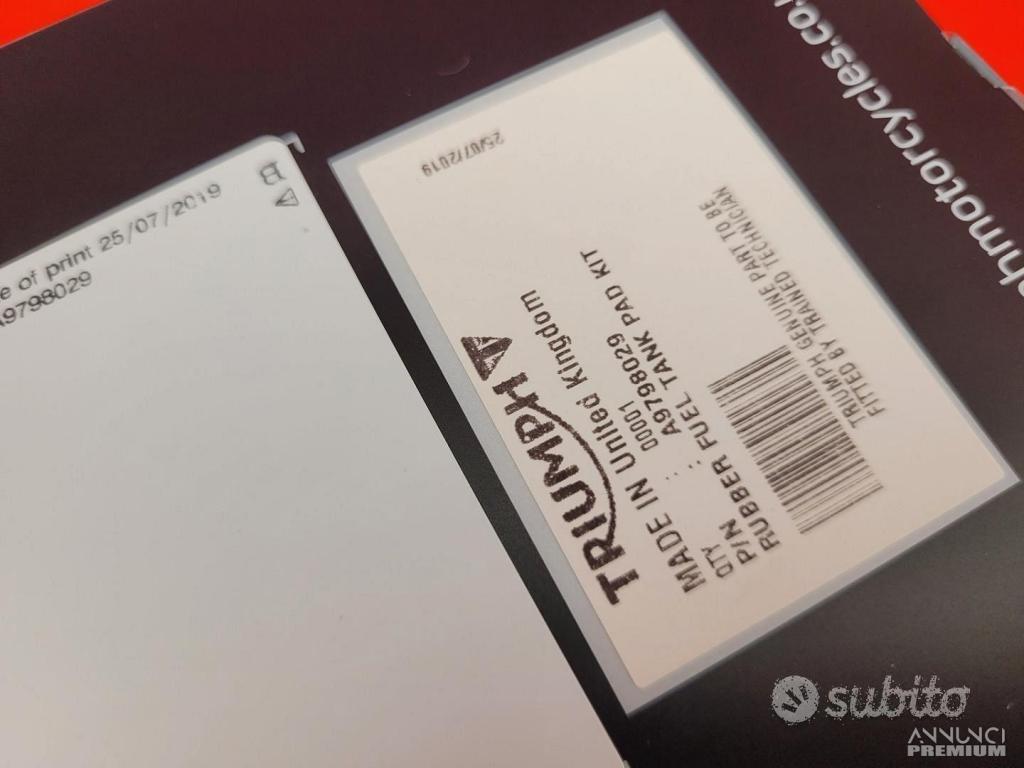 e of print 25/07/2019
A9798029
B
hmotorcycles.co.
25/07/2019
TRIUMPH
MADE IN United Kingdom
QTY : 00001
P/N : A9798029
RUBBER FUEL TANK PAD KIT
TRIUMPH GENUINE PART TO BE
FITTED BY TRAINED TECHNICIAN
subito
ANNUNCI
PREMIUM